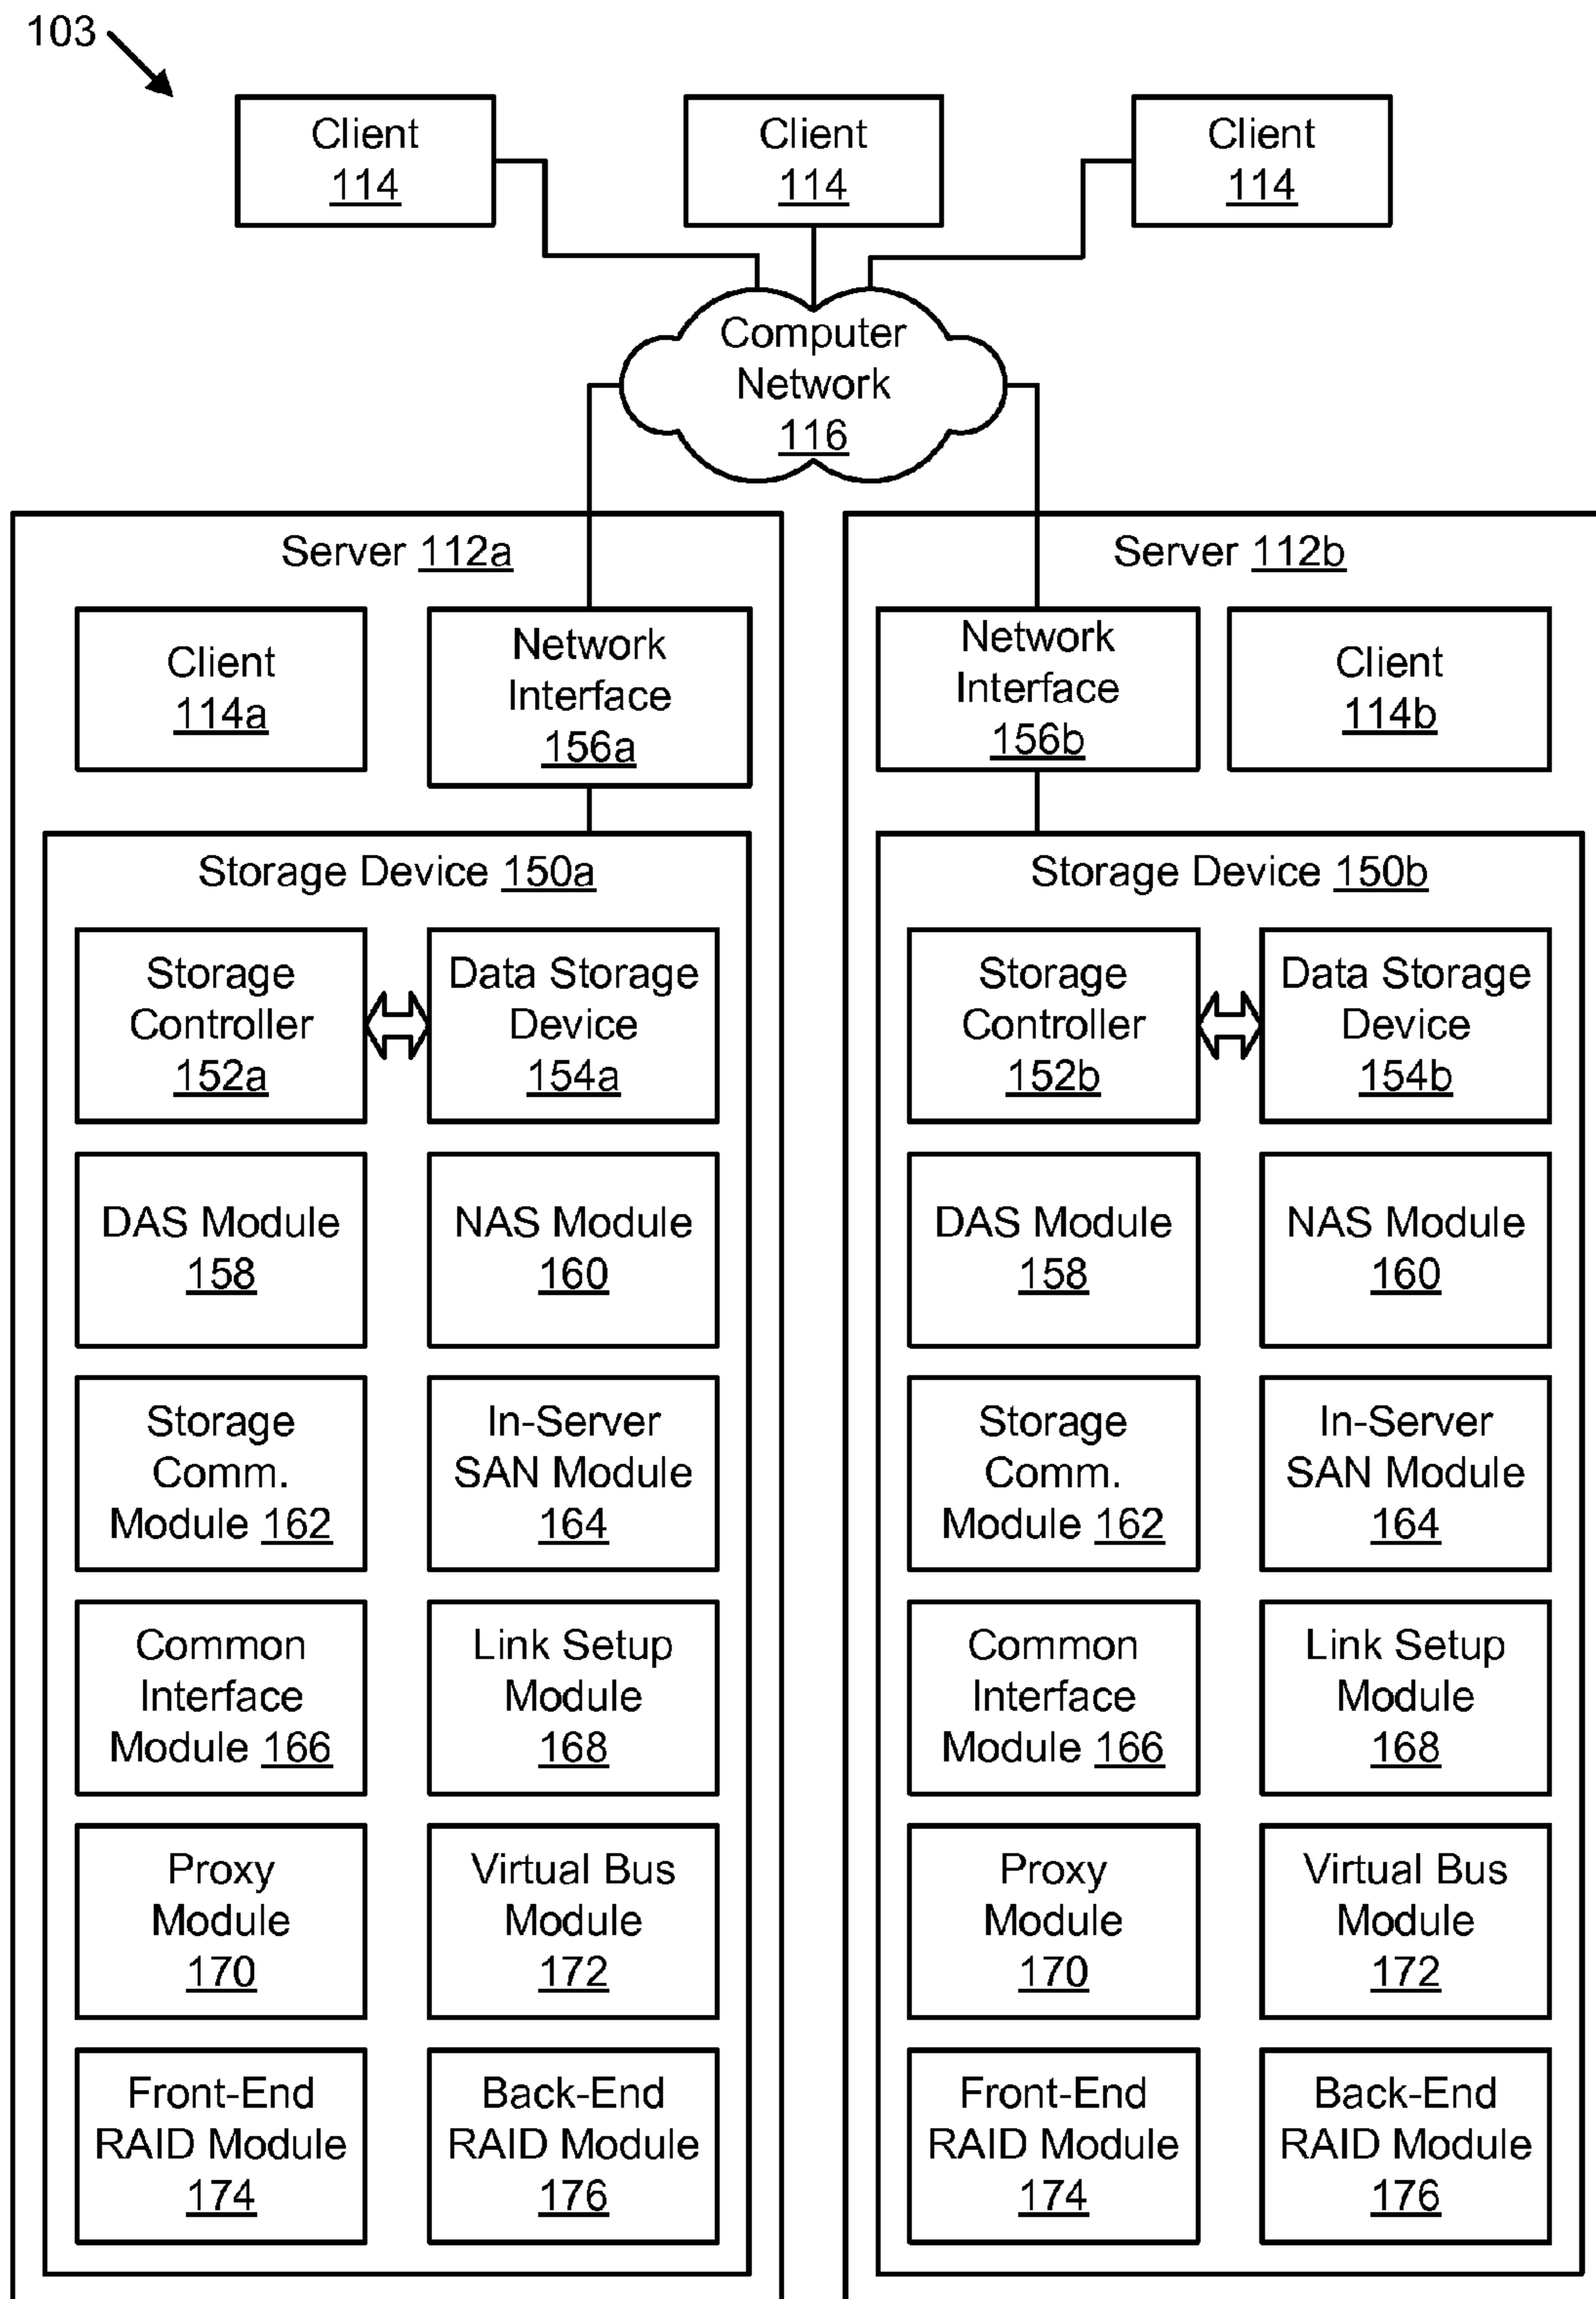 103
Client
114
Client
114
Client
114
Computer
Network
116
Server 112a
Client
114a
Network
Interface
156a
Storage Device 150a
Storage
Controller
152a
Data Storage
Device
154a
DAS Module
158
NAS Module
160
Storage
Comm.
Module 162
In-Server
SAN Module
164
Common
Interface
Module 166
Link Setup
Module
168
Proxy
Module
170
Virtual Bus
Module
172
Front-End
RAID Module
174
Back-End
RAID Module
176
Server 112b
Network
Interface
156b
Client
114b
Storage Device 150b
Storage
Controller
152b
Data Storage
Device
154b
DAS Module
158
NAS Module
160
Storage
Comm.
Module 162
In-Server
SAN Module
164
Common
Interface
Module 166
Link Setup
Module
168
Proxy
Module
170
Virtual Bus
Module
172
Front-End
RAID Module
174
Back-End
RAID Module
176